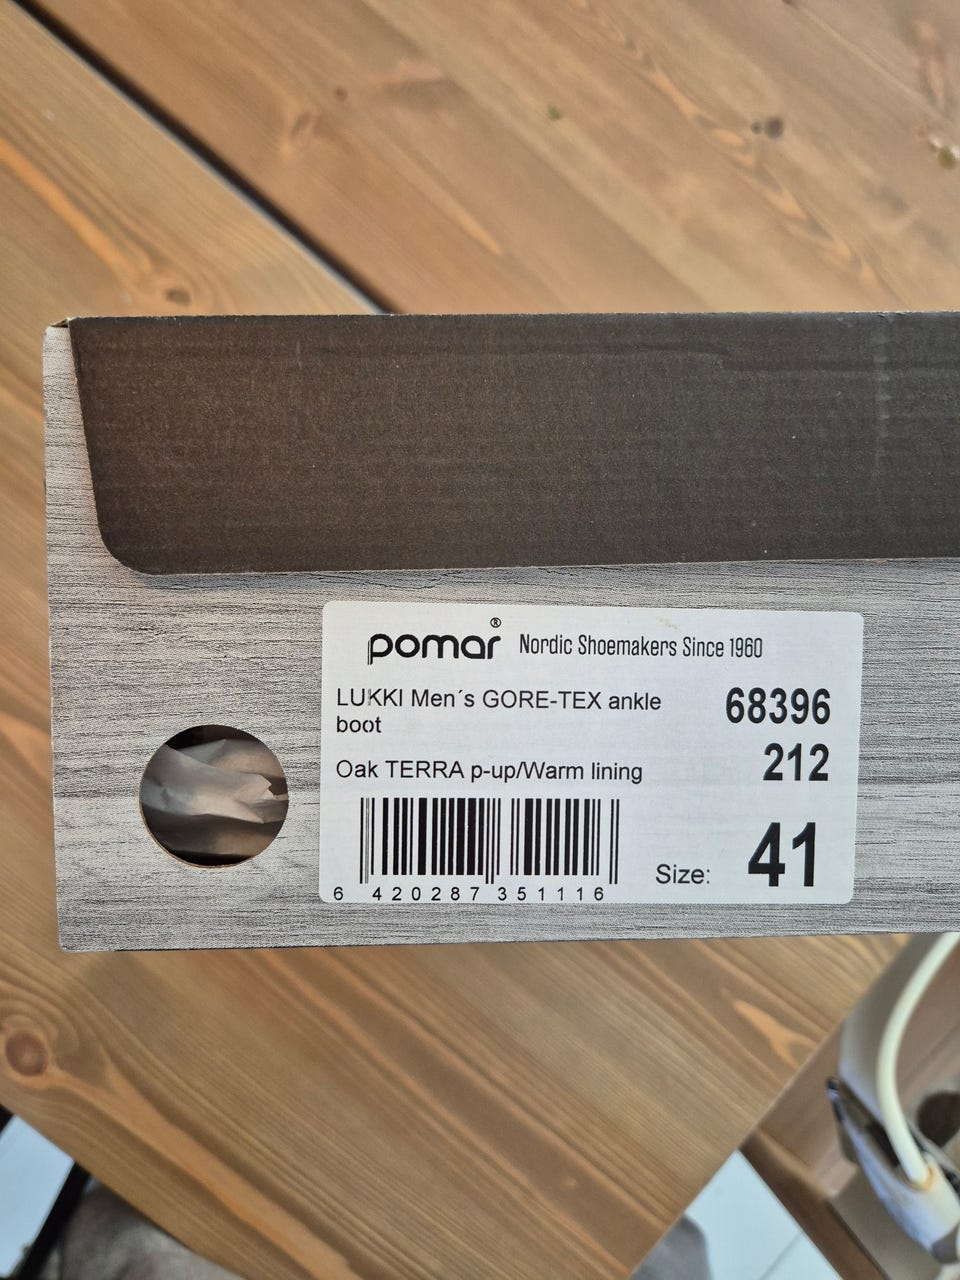 pomar® Nordic Shoemakers Since 1960
LUKKI Men´s GORE-TEX ankle
boot
68396
212
Oak TERRA p-up/Warm lining
6 420287 351116
Size: 41